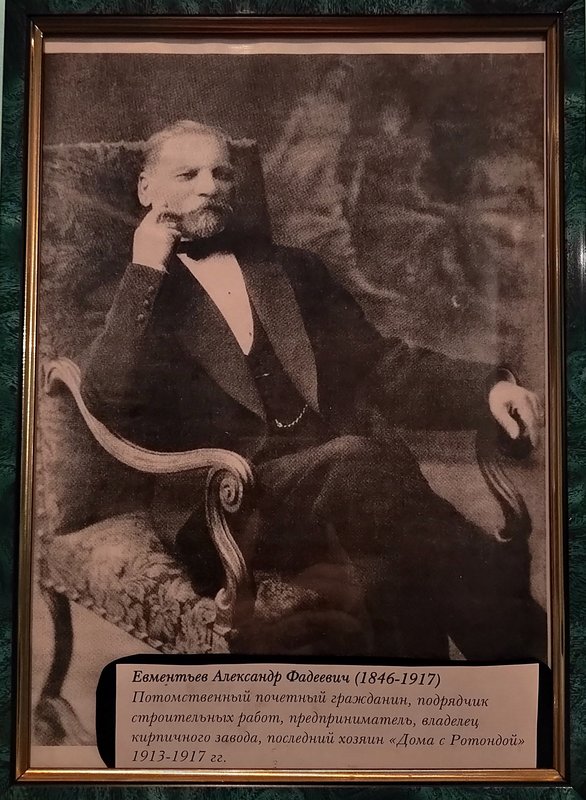 Евментьев Александр Фадеевич (1846-1917)
Потомственный почетный гражданин, подрядчик
строительных работ, предприниматель, владелец
кирпичного завода, последний хозяин «Дома с Ротондой»
1913-1917 гг.